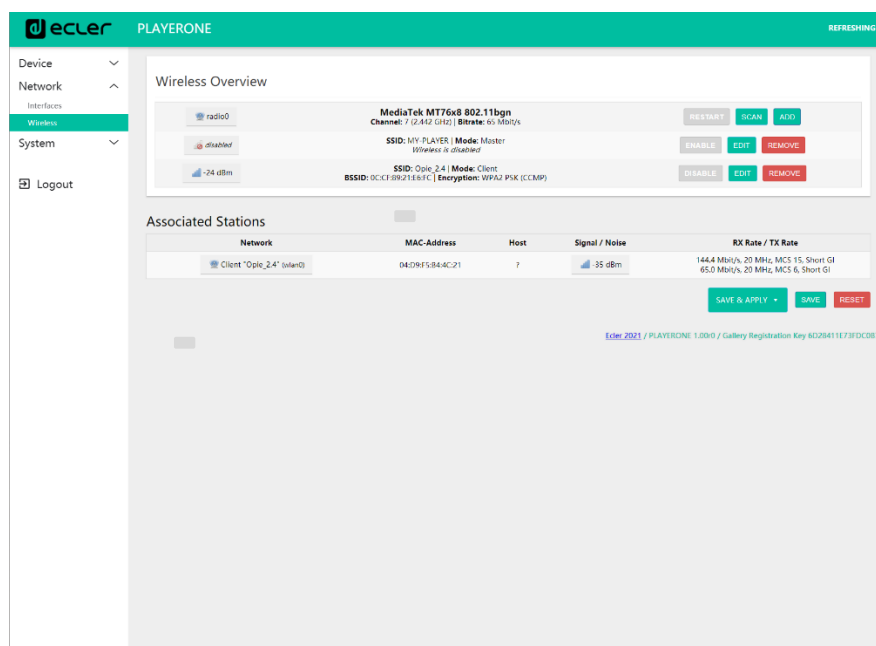 ecler
PLAYERONE
REFRESHING
Device
Network
Interfaces
Wireless
System
Logout
Wireless Overview
radio0
MediaTek MT76x8 802.11bgn
Channel: 7 (2.442 GHz) | Bitrate: 65 Mbit/s
RESTART SCAN ADD
disabled
SSID: MY-PLAYER | Mode: Master
Wireless is disabled
ENABLE EDIT REMOVE
-24 dBm
SSID: Opie_2.4 | Mode: Client
BSSID: 0C:CF:89:21:E6:FC | Encryption: WPA2 PSK (CCMP)
DISABLE EDIT REMOVE
Associated Stations
Network MAC-Address Host Signal / Noise RX Rate / TX Rate
Client "Opie_2.4" (wlan0) 04:D9:F5:84:4C:21 ? -35 dBm
144.4 Mbit/s, 20 MHz, MCS 15, Short GI
65.0 Mbit/s, 20 MHz, MCS 6, Short GI
SAVE & APPLY SAVE RESET
Ecler 2021 / PLAYERONE 1.00r0 / Gallery Registration Key 6D28411E73FDC08